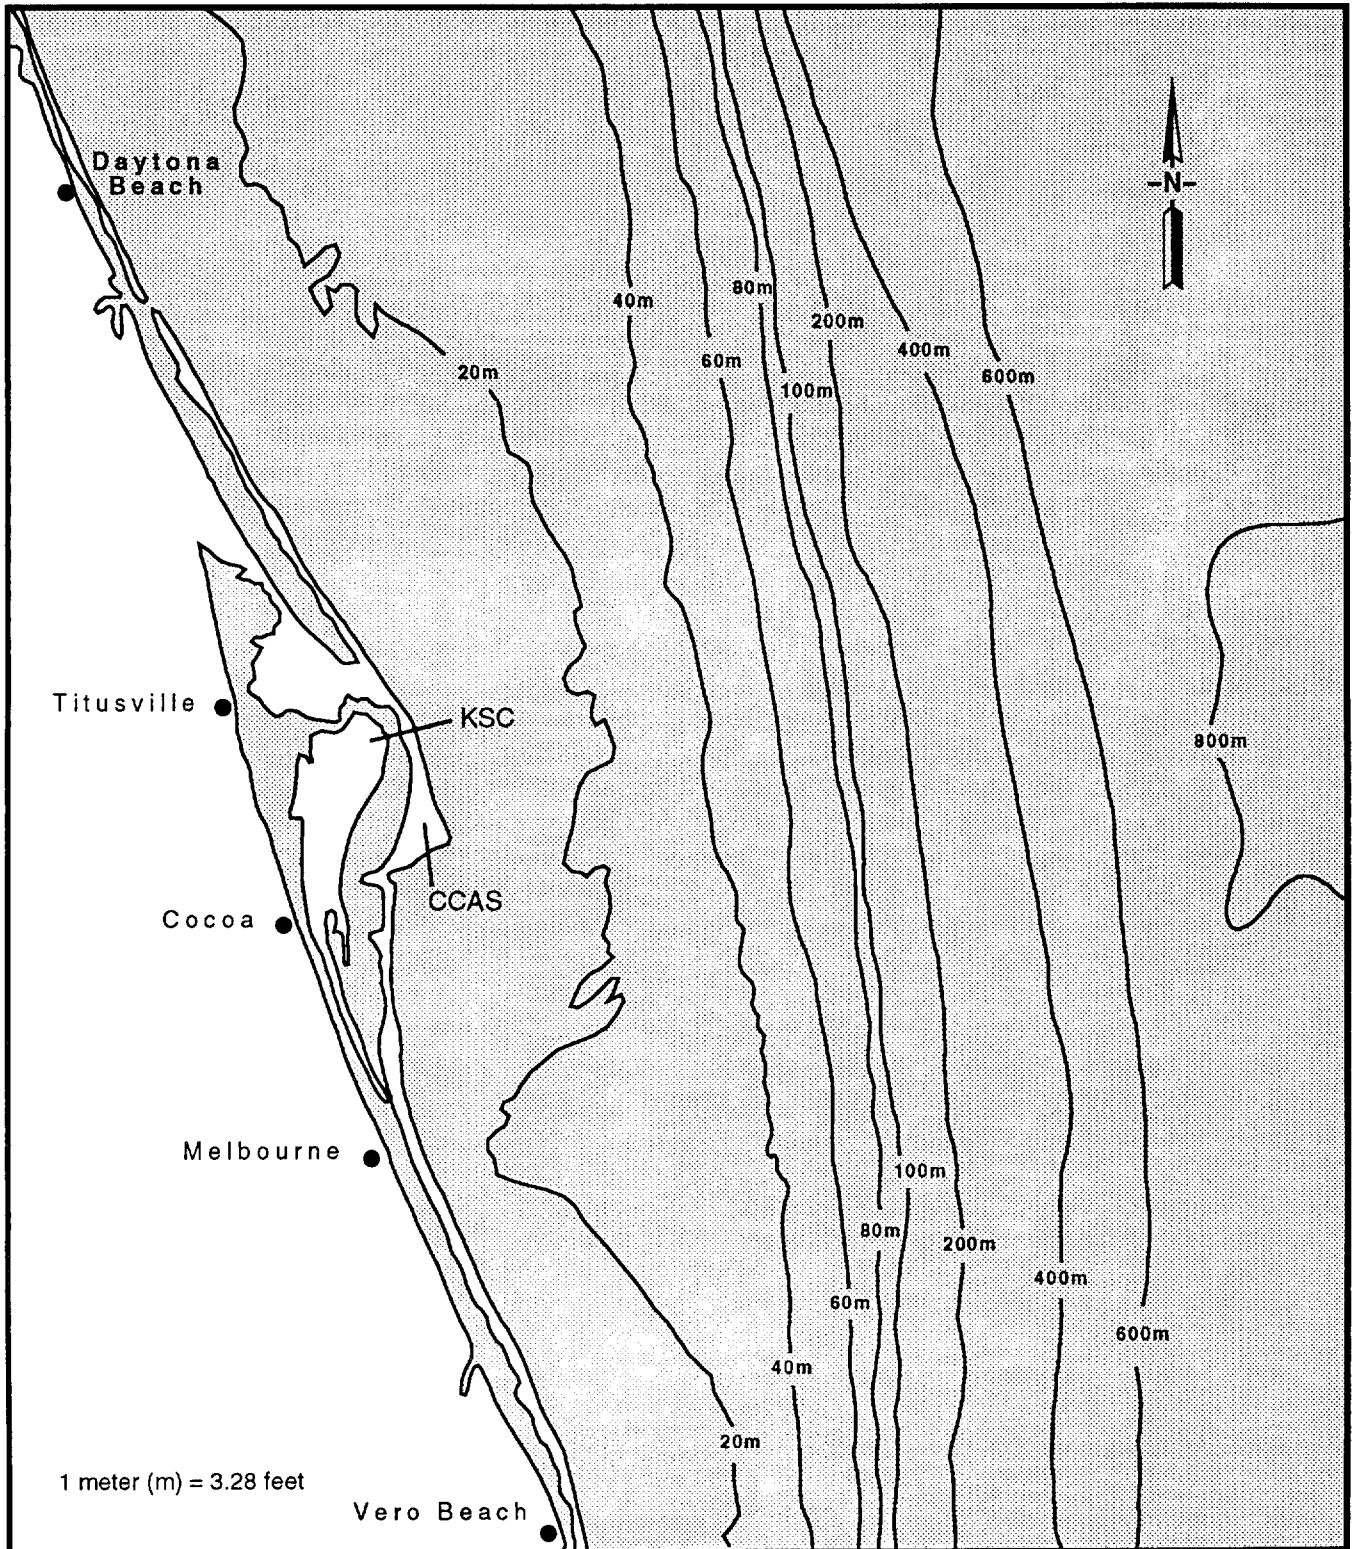 Daytona
Beach
-N-
40m
80m
200m
60m
400m
20m
600m
100m
Titusville
KSC
800m
CCAS
Cocoa
Melbourne
100m
80m
200m
400m
60m
600m
40m
20m
1 meter (m) = 3.28 feet
Vero Beach